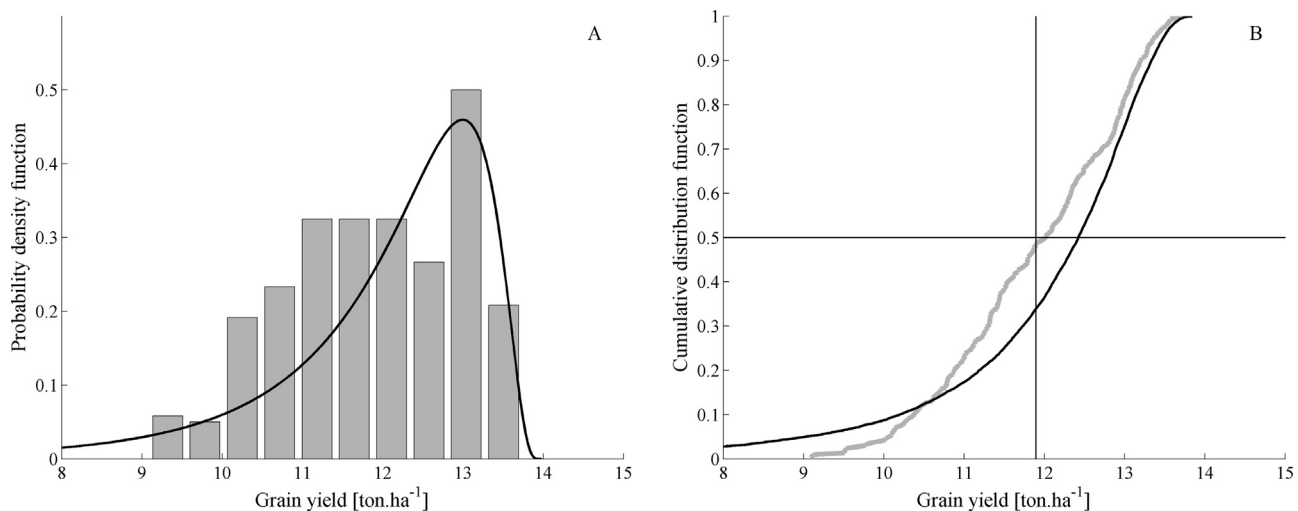 A
Probability density function
0.5
0.4
0.3
0.2
0.1
0
8 9 10 11 12 13 14 15
Grain yield [ton.ha-1]
B
Cumulative distribution function
1
0.9
0.8
0.7
0.6
0.5
0.4
0.3
0.2
0.1
0
8 9 10 11 12 13 14 15
Grain yield [ton.ha-1]